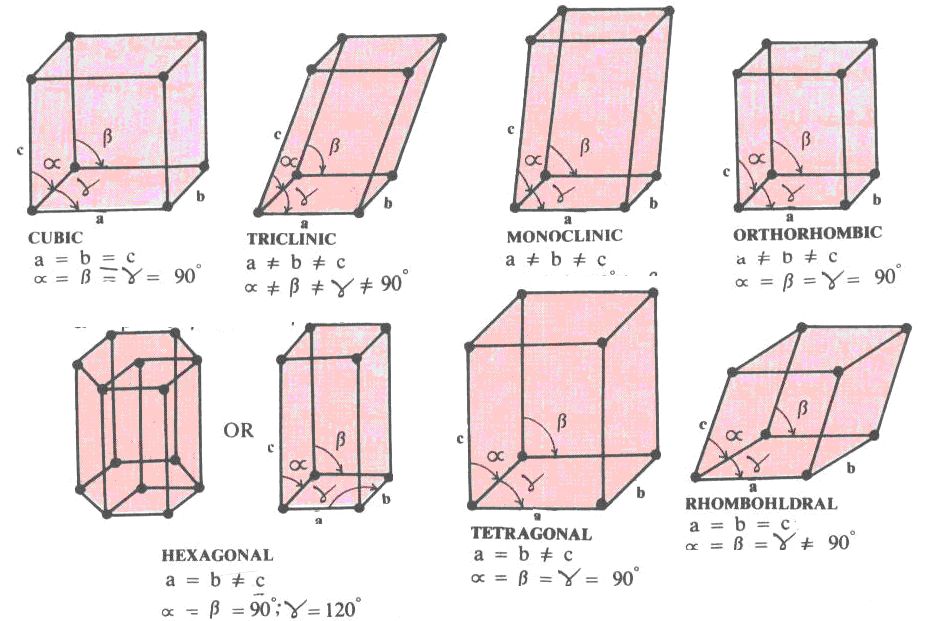 c α β γ b
a
CUBIC
a = b = c
α = β = γ = 90°
c α β γ b
a
TRICLINIC
a ≠ b ≠ c
α ≠ β ≠ γ ≠ 90°
c α β γ b
a
MONOCLINIC
a ≠ b ≠ c
c α β γ b
a
ORTHORHOMBIC
a ≠ b ≠ c
α = β = γ = 90°
OR
c α β γ b
a
HEXAGONAL
a = b ≠ c
α = β = 90°; γ = 120°
c α β γ b
a
TETRAGONAL
a = b ≠ c
α = β = γ = 90°
c α β γ b
a
RHOMBOHLDRAL
a = b = c
α = β = γ ≠ 90°